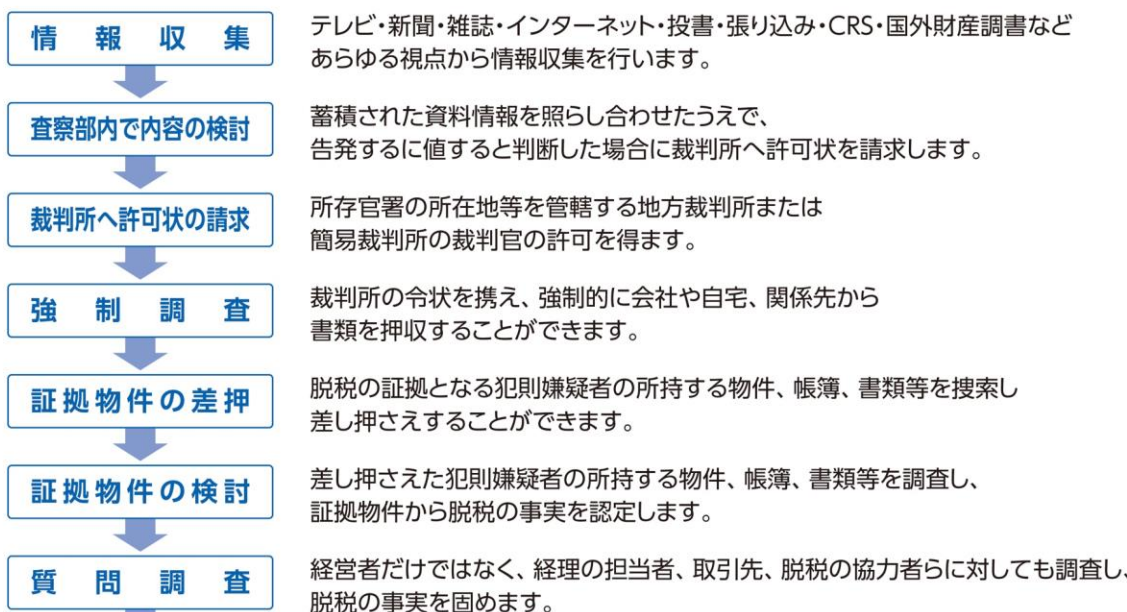 情報収集
テレビ・新聞・雑誌・インターネット・投書・張り込み・CRS・国外財産調書など
あらゆる視点から情報収集を行います。
査察部内で内容の検討
蓄積された資料情報を照らし合わせたうえで、
告発するに値すると判断した場合に裁判所へ許可状を請求します。
裁判所へ許可状の請求
所存官署の所在地等を管轄する地方裁判所または
簡易裁判所の裁判官の許可を得ます。
強制調査
裁判所の令状を携え、強制的に会社や自宅、関係先から
書類を押収することができます。
証拠物件の差押
脱税の証拠となる犯則嫌疑者の所持する物件、帳簿、書類等を捜索し
差し押さえすることができます。
証拠物件の検討
差し押さえた犯則嫌疑者の所持する物件、帳簿、書類等を調査し、
証拠物件から脱税の事実を認定します。
質問調査
経営者だけではなく、経理の担当者、取引先、脱税の協力者らに対しても調査し、
脱税の事実を固めます。